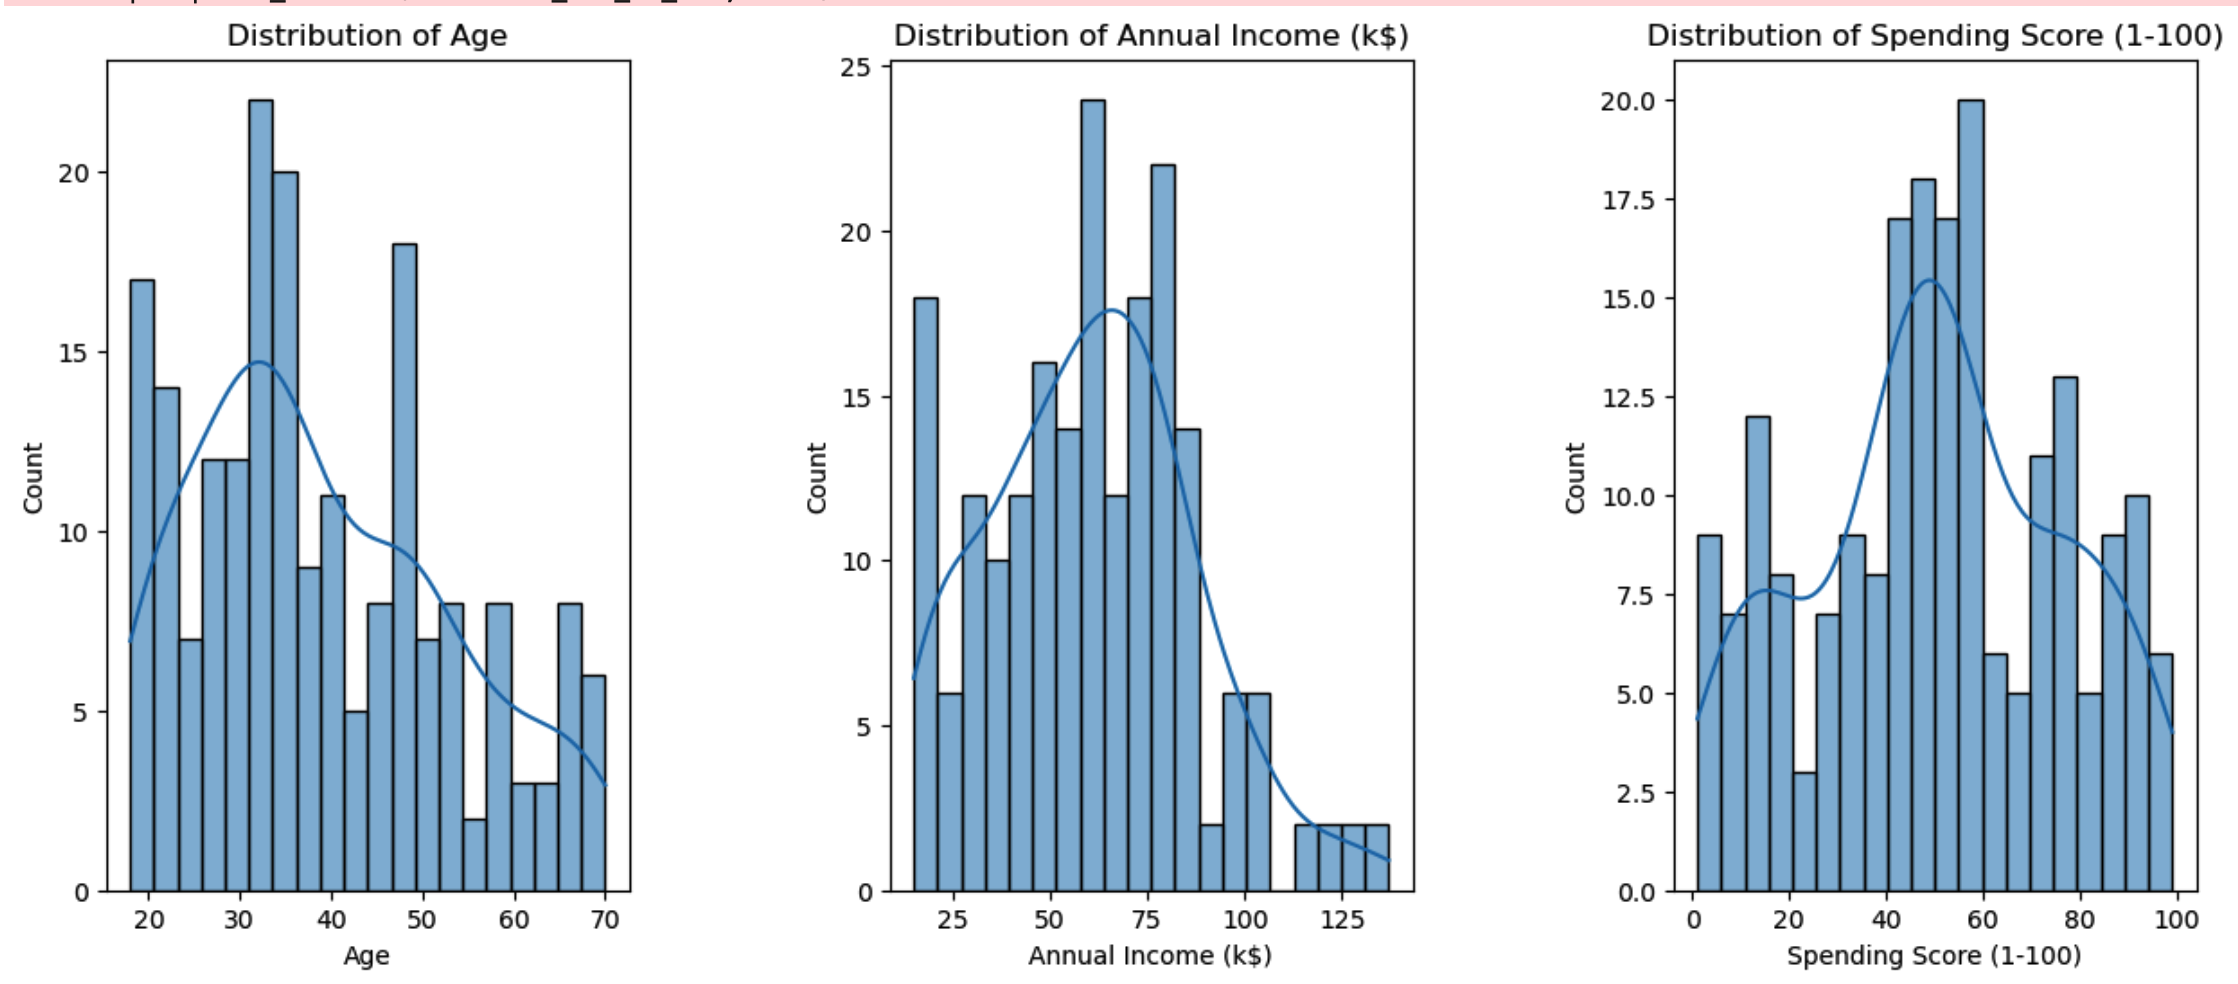 Distribution of Age
Distribution of Annual Income (k$)
Distribution of Spending Score (1-100)
Count
20
15
10
5
0
20 30 40 50 60 70
Age
Count
25
20
15
10
5
0
25 50 75 100 125
Annual Income (k$)
Count
20.0
17.5
15.0
12.5
10.0
7.5
5.0
2.5
0.0
0 20 40 60 80 100
Spending Score (1-100)